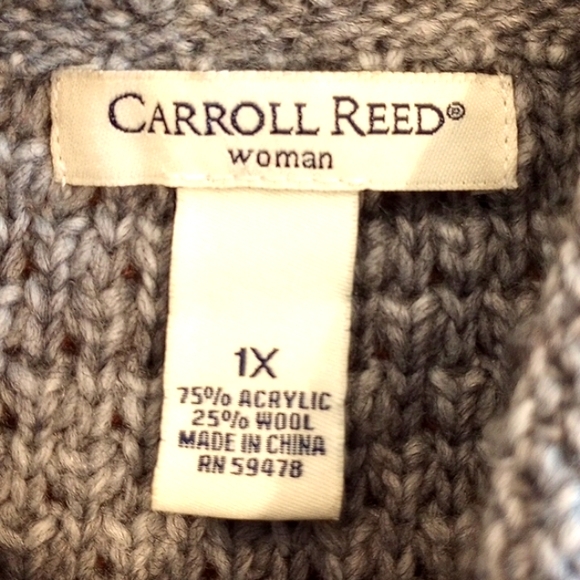 CARROLL REED®
woman
1X
75% ACRYLIC
25% WOOL
MADE IN CHINA
RN 59478